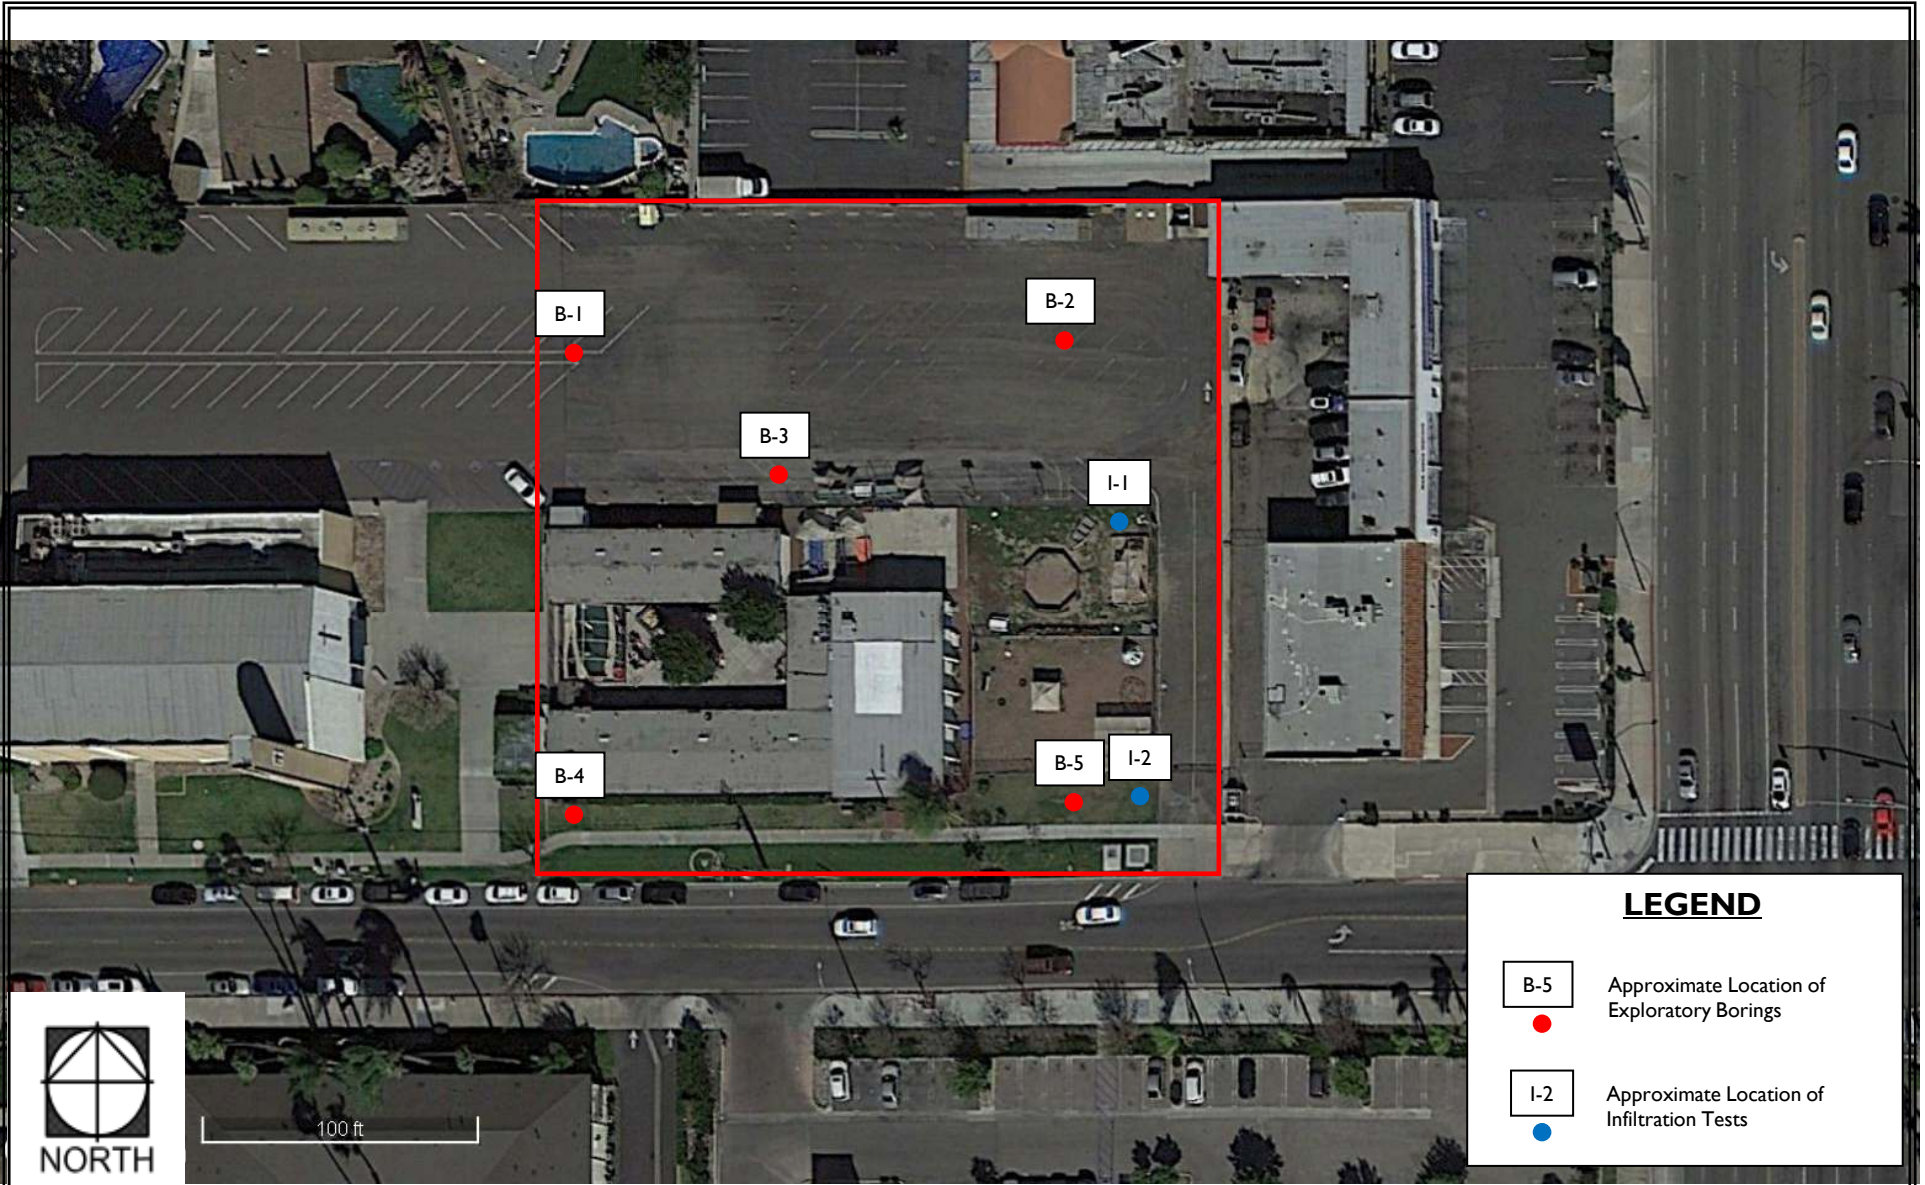 B-1
B-2
B-3
I-1
B-4
B-5
I-2
LEGEND
B-5
Approximate Location of
Exploratory Borings
I-2
Approximate Location of
Infiltration Tests
100 ft
NORTH